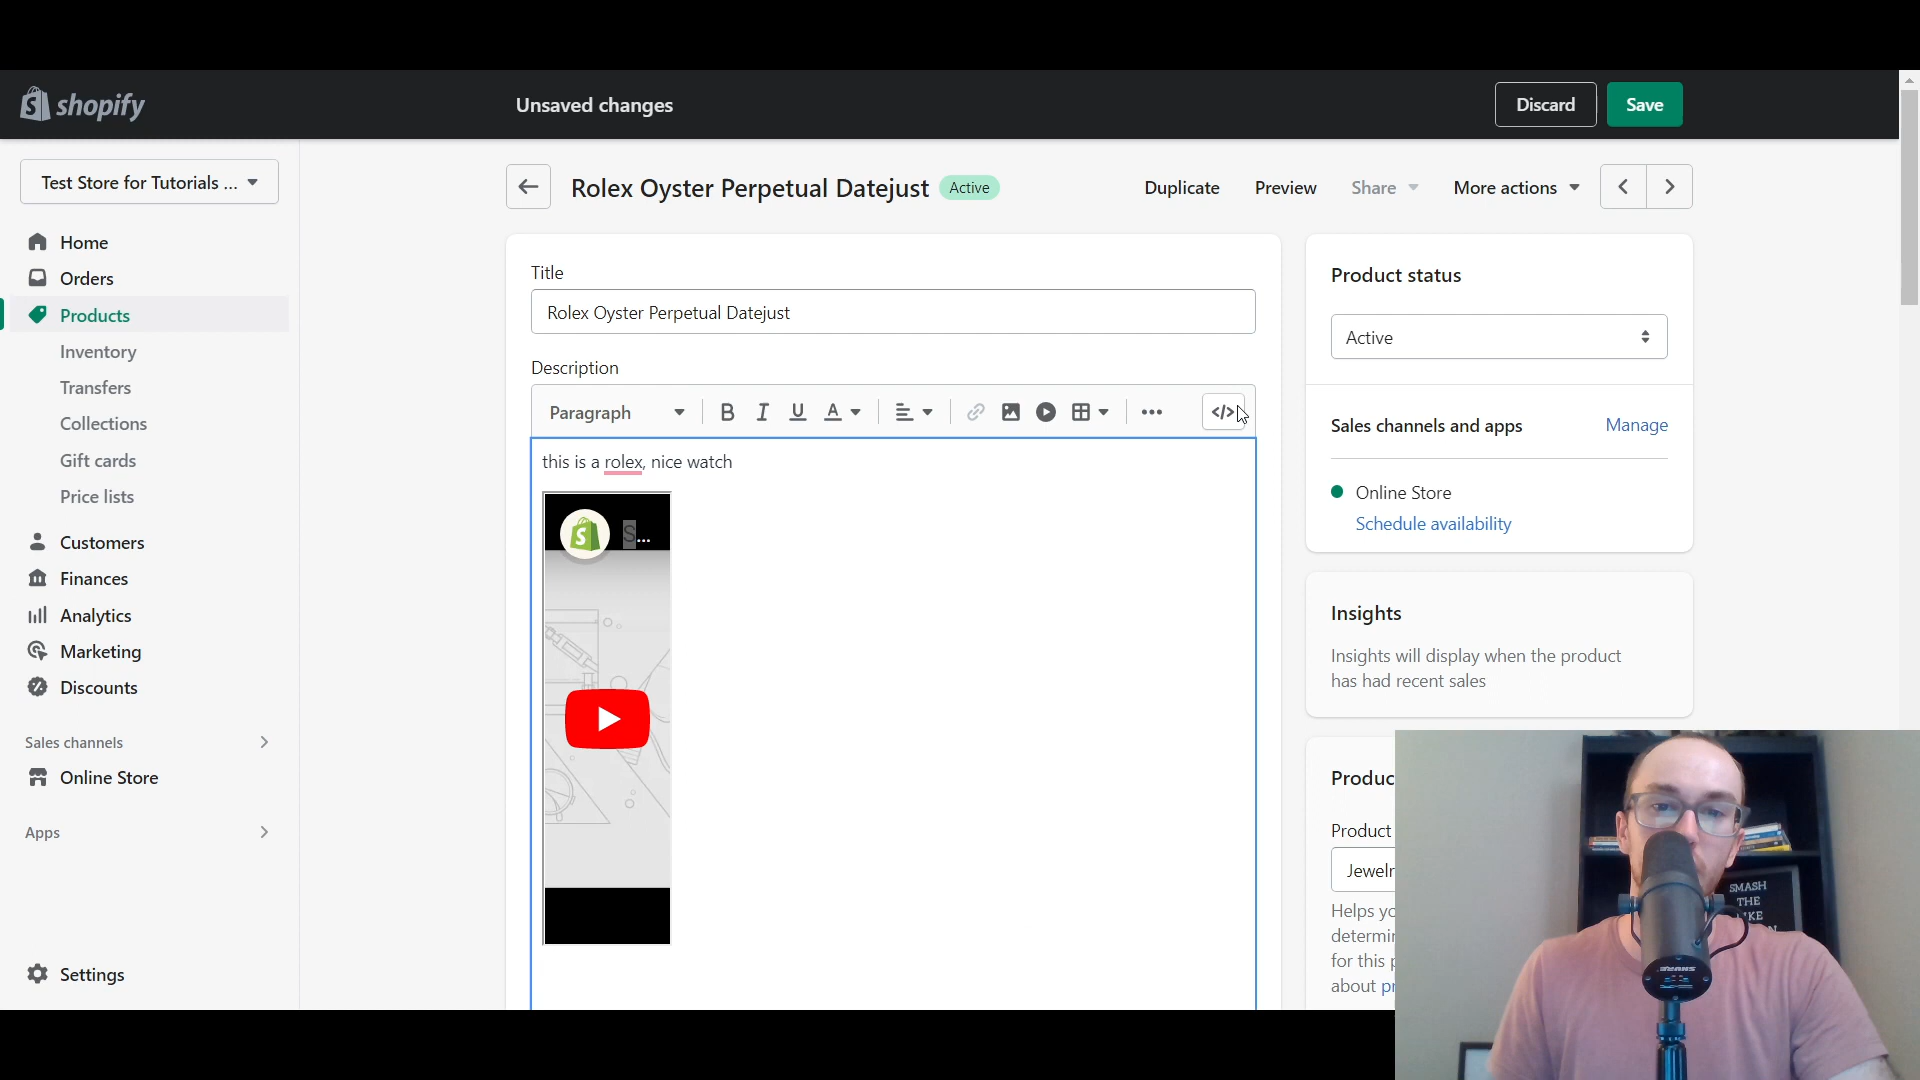 shopify
Unsaved changes
Discard
Save
Test Store for Tutorials ...
Home
Orders
Products
Inventory
Transfers
Collections
Gift cards
Price lists
Customers
Finances
Analytics
Marketing
Discounts
Sales channels
Online Store
Apps
Settings
Rolex Oyster Perpetual Datejust
Active
Duplicate
Preview
Share
More actions
Title
Rolex Oyster Perpetual Datejust
Description
Paragraph
this is a rolex, nice watch
S...
Product status
Active
Sales channels and apps
Manage
Online Store
Schedule availability
Insights
Insights will display when the product
has had recent sales
Produc
Product
Jewelr
Helps yo
determin
for this p
about pr
SMASH
THE
SHURE